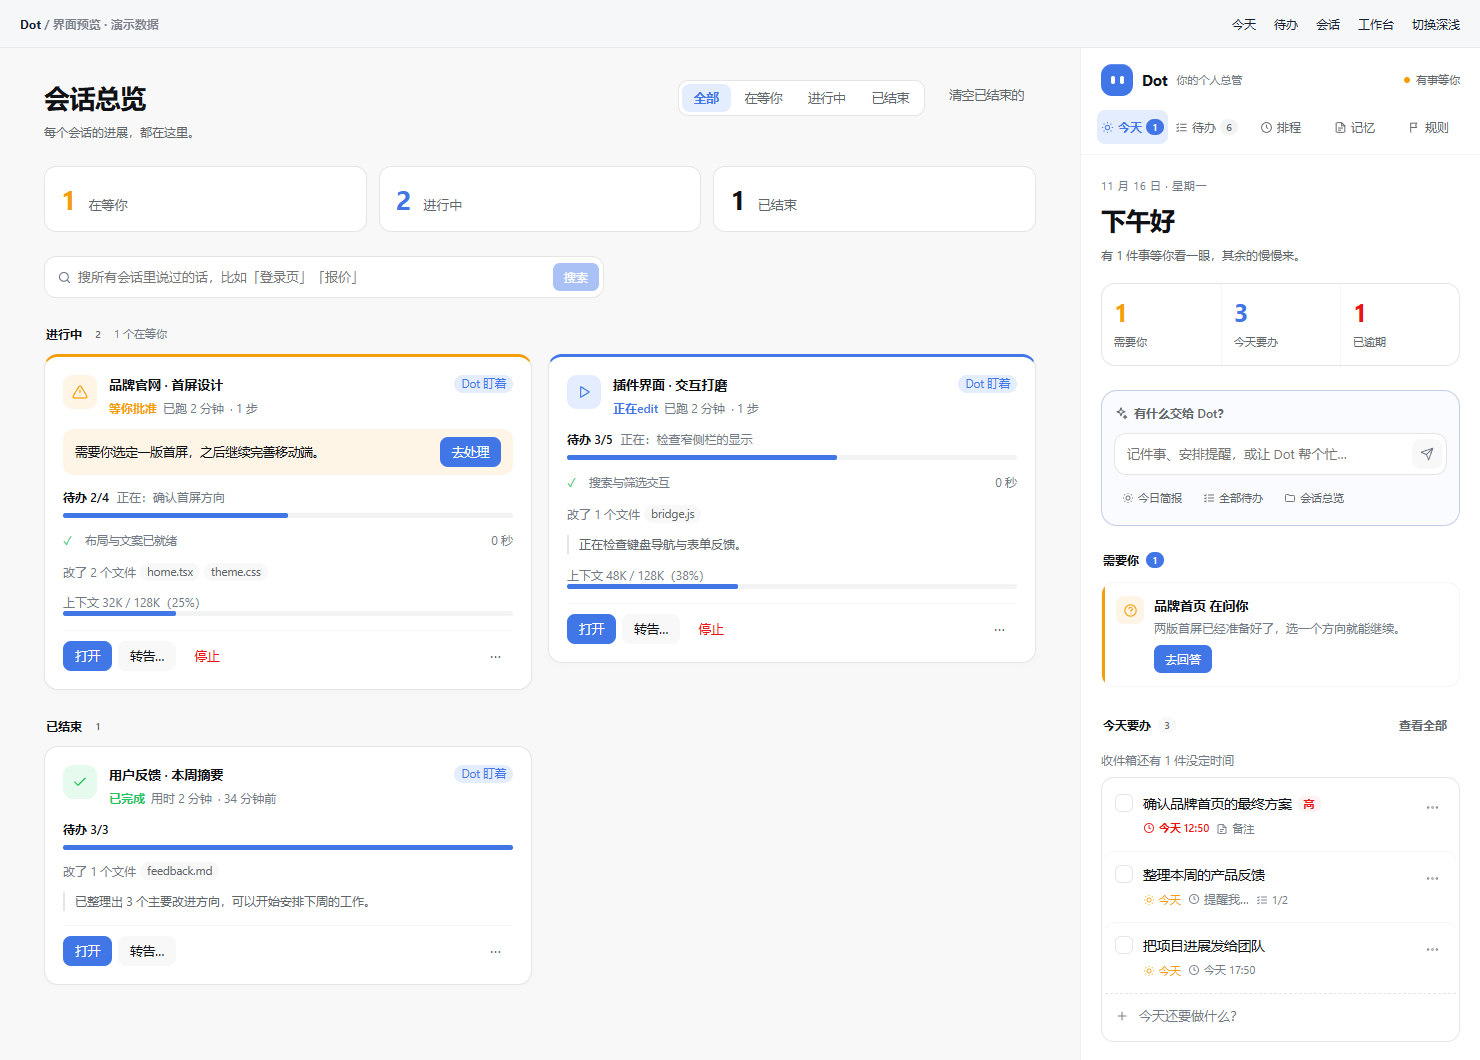 Dot / 界面预览 · 演示数据
今天 待办 会话 工作台 切换深浅
会话总览
每个会话的进展，都在这里。
全部 在等你 进行中 已结束 清空已结束的
1 在等你
2 进行中
1 已结束
搜所有会话里说过的话，比如「登录页」「报价」 搜索
进行中 2 1 个在等你
品牌官网 · 首屏设计 Dot 盯着
等你批准 已跑 2 分钟 · 1 步
需要你选定一版首屏，之后继续完善移动端。 去处理
待办 2/4 正在：确认首屏方向
布局与文案已就绪 0 秒
改了 2 个文件 home.tsx theme.css
上下文 32K / 128K（25%）
打开 转告... 停止 ...
插件界面 · 交互打磨 Dot 盯着
正在edit 已跑 2 分钟 · 1 步
待办 3/5 正在：检查窄侧栏的显示
搜索与筛选交互 0 秒
改了 1 个文件 bridge.js
正在检查键盘导航与表单反馈。
上下文 48K / 128K（38%）
打开 转告... 停止 ...
已结束 1
用户反馈 · 本周摘要 Dot 盯着
已完成 用时 2 分钟 · 34 分钟前
待办 3/3
改了 1 个文件 feedback.md
已整理出 3 个主要改进方向，可以开始安排下周的工作。
打开 转告... ...
Dot 你的个人总管 有事等你
今天 1 待办 6 排程 记忆 规则
11 月 16 日 · 星期一
下午好
有 1 件事等你看一眼，其余的慢慢来。
1 需要你
3 今天要办
1 已逾期
有什么交给 Dot?
记件事、安排提醒，或让 Dot 帮个忙...
今日简报 全部待办 会话总览
需要你 1
品牌首页 在问你
两版首屏已经准备好了，选一个方向就能继续。
去回答
今天要办 3 查看全部
收件箱还有 1 件没定时间
确认品牌首页的最终方案 高 ...
今天 12:50 备注
整理本周的产品反馈 ...
今天 提醒我... 1/2
把项目进展发给团队 ...
今天 今天 17:50
+ 今天还要做什么?